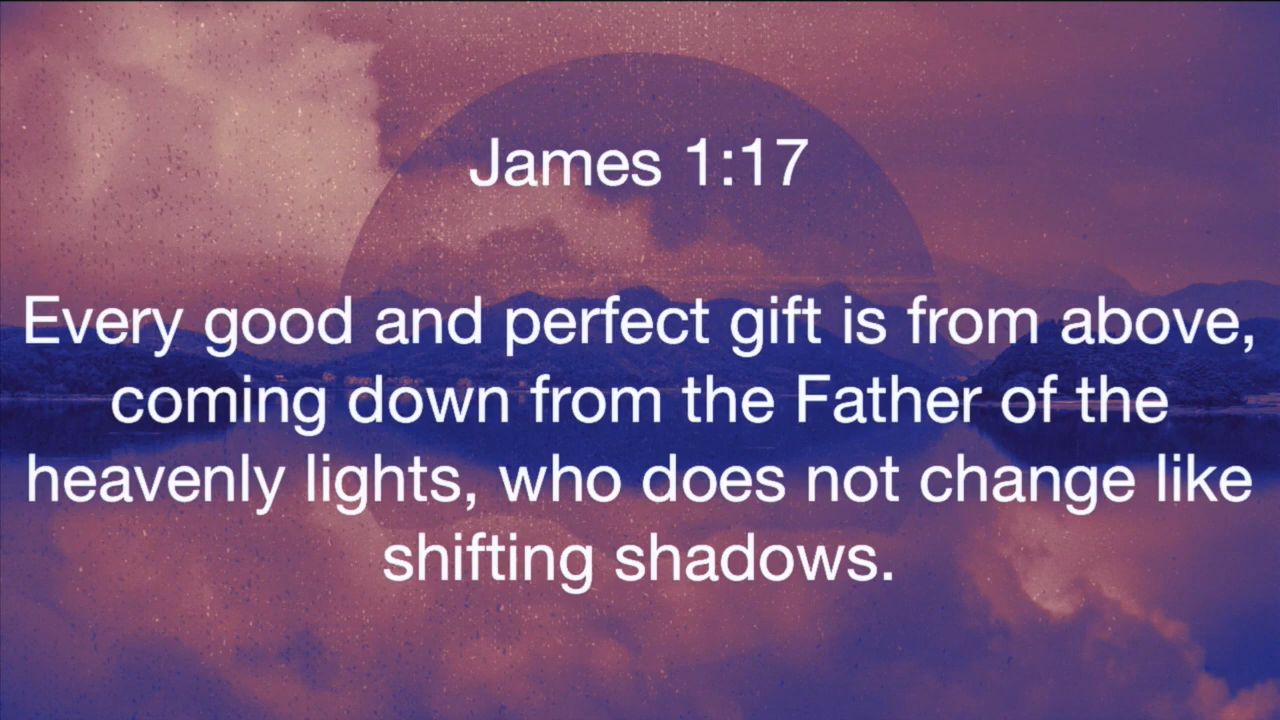 James 1:17
Every good and perfect gift is from above,
coming down from the Father of the
heavenly lights, who does not change like
shifting shadows.